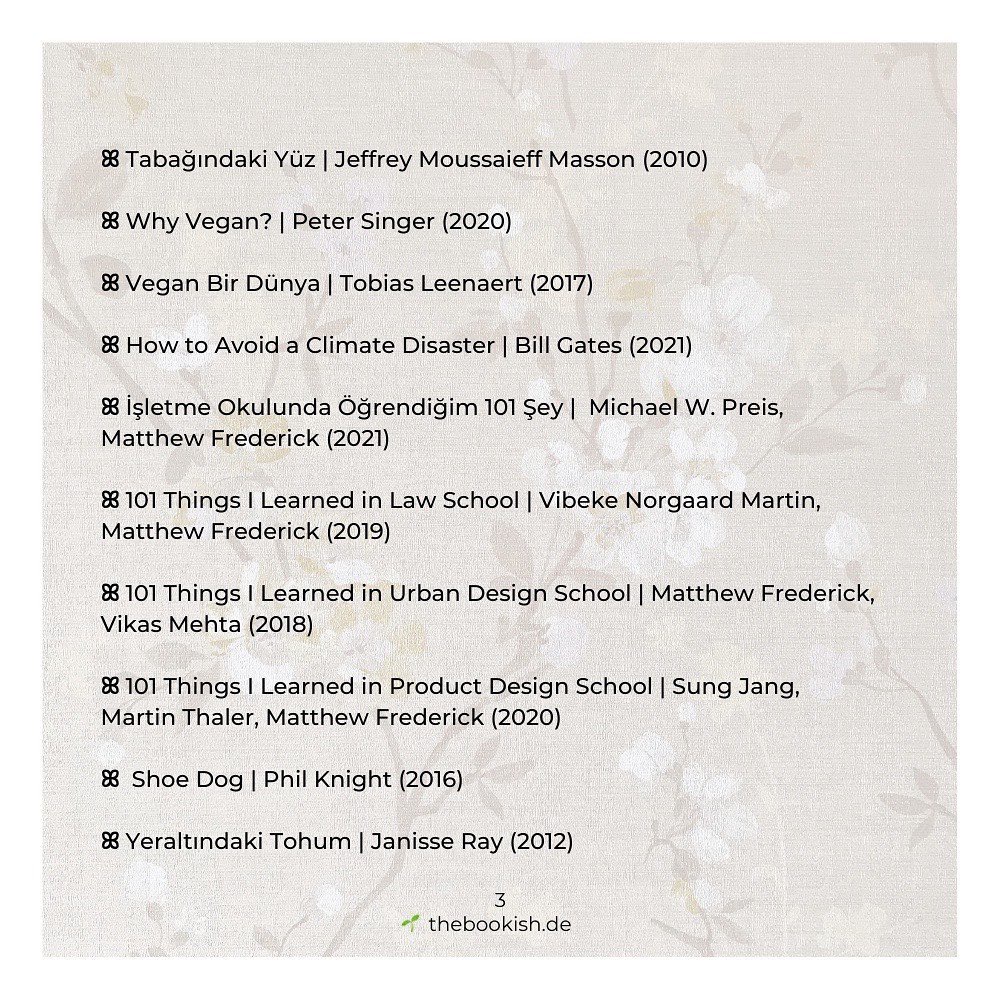 ꕤ Tabağındaki Yüz | Jeffrey Moussaieff Masson (2010)
ꕤ Why Vegan? | Peter Singer (2020)
ꕤ Vegan Bir Dünya | Tobias Leenaert (2017)
ꕤ How to Avoid a Climate Disaster | Bill Gates (2021)
ꕤ İşletme Okulunda Öğrendiğim 101 Şey |  Michael W. Preis,
Matthew Frederick (2021)
ꕤ 101 Things I Learned in Law School | Vibeke Norgaard Martin,
Matthew Frederick (2019)
ꕤ 101 Things I Learned in Urban Design School | Matthew Frederick,
Vikas Mehta (2018)
ꕤ 101 Things I Learned in Product Design School | Sung Jang,
Martin Thaler, Matthew Frederick (2020)
ꕤ  Shoe Dog | Phil Knight (2016)
ꕤ Yeraltındaki Tohum | Janisse Ray (2012)
3
🌱 thebookish.de